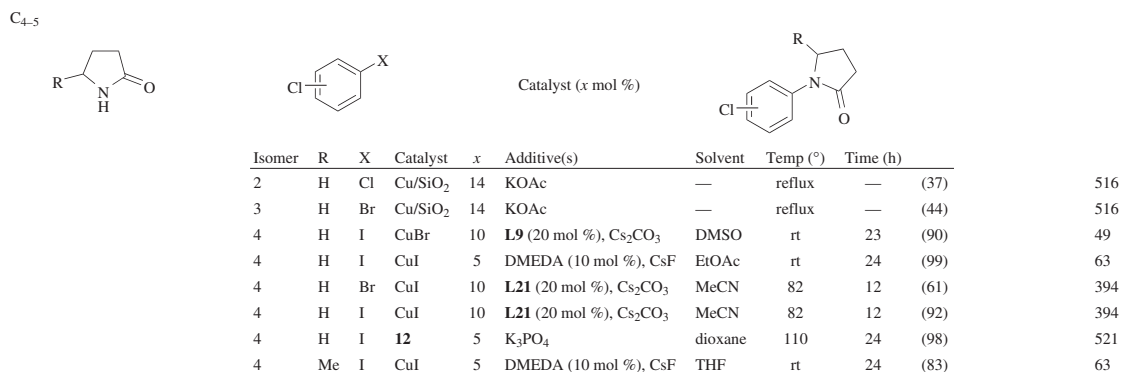 C4–5
R N H O
Cl X
Catalyst (x mol %)
R N O Cl
Isomer R X Catalyst x Additive(s) Solvent Temp (°) Time (h)
2 H Cl Cu/SiO2 14 KOAc — reflux — (37) 516
3 H Br Cu/SiO2 14 KOAc — reflux — (44) 516
4 H I CuBr 10 L9 (20 mol %), Cs2CO3 DMSO rt 23 (90) 49
4 H I CuI 5 DMEDA (10 mol %), CsF EtOAc rt 24 (99) 63
4 H Br CuI 10 L21 (20 mol %), Cs2CO3 MeCN 82 12 (61) 394
4 H I CuI 10 L21 (20 mol %), Cs2CO3 MeCN 82 12 (92) 394
4 H I 12 5 K3PO4 dioxane 110 24 (98) 521
4 Me I CuI 5 DMEDA (10 mol %), CsF THF rt 24 (83) 63